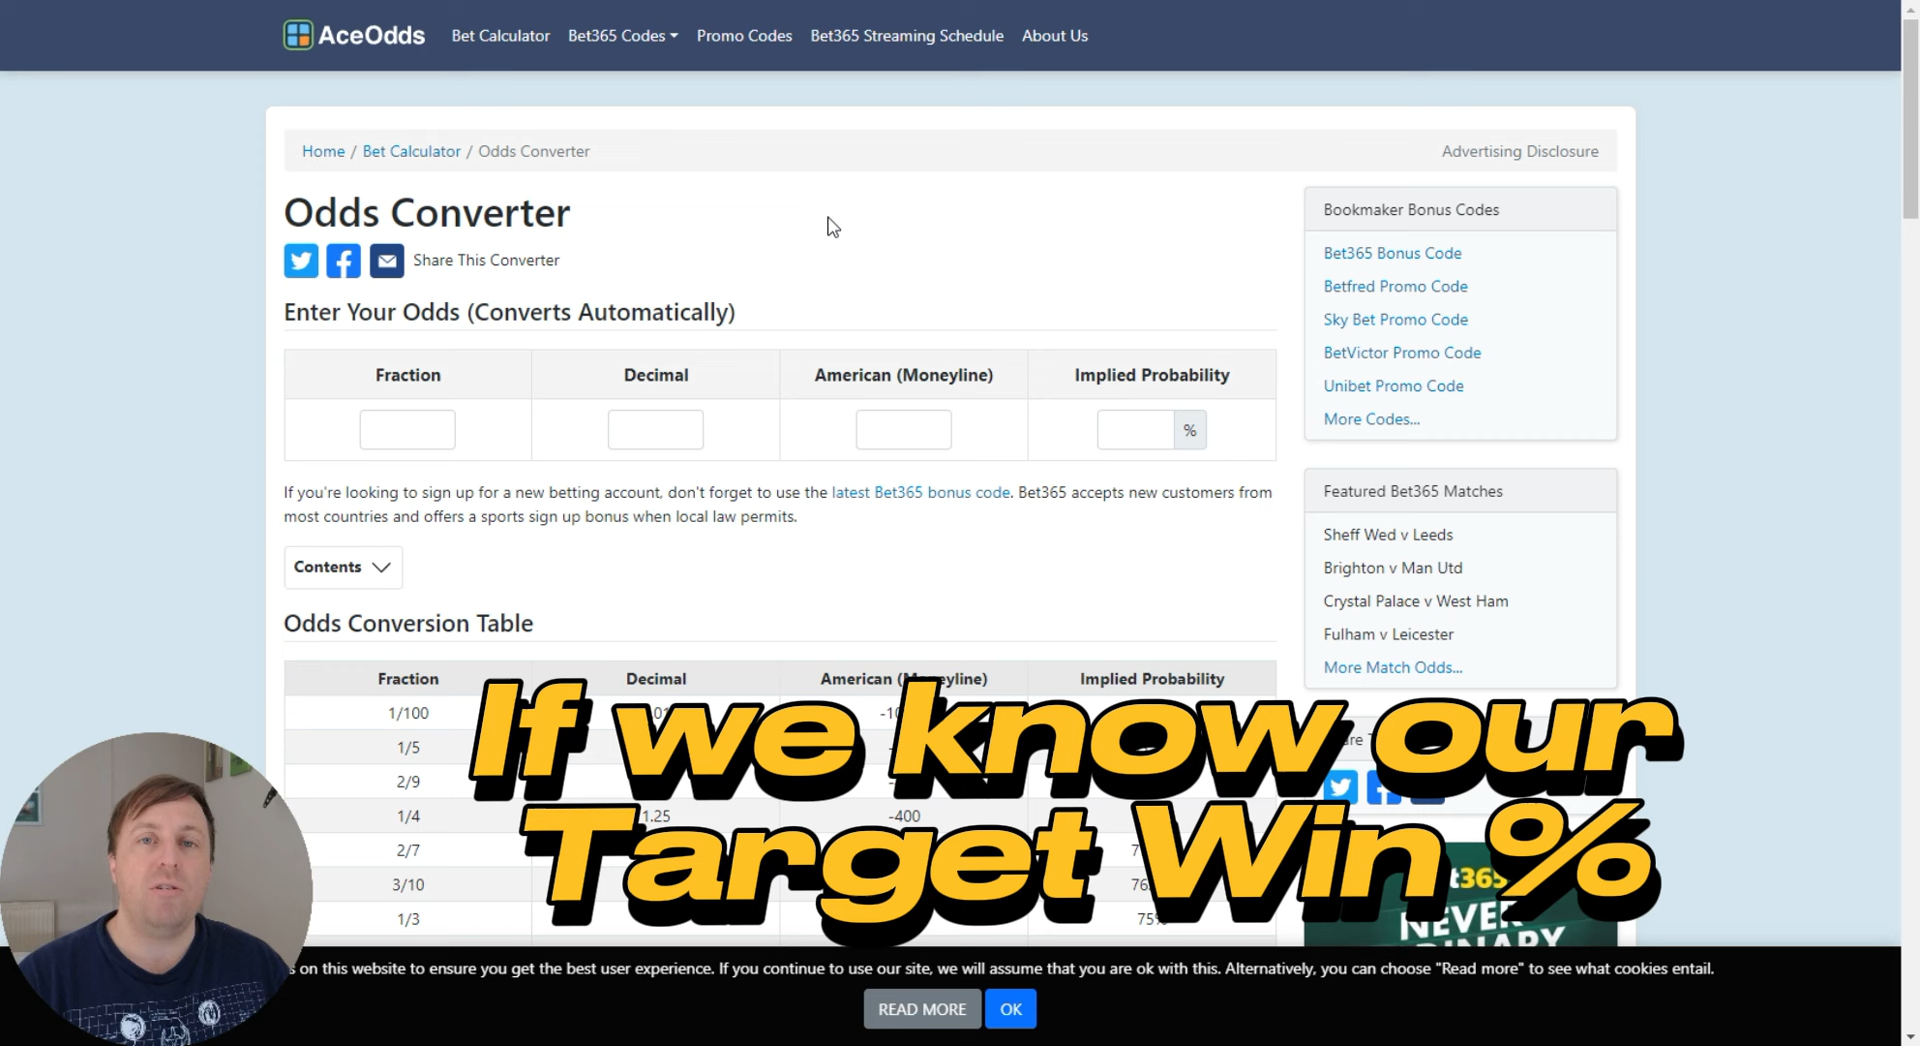 AceOdds
Bet Calculator
Bet365 Codes
Promo Codes
Bet365 Streaming Schedule
About Us
Home / Bet Calculator / Odds Converter
Advertising Disclosure
Odds Converter
Share This Converter
Enter Your Odds (Converts Automatically)
Fraction Decimal American (Moneyline) Implied Probability
%
If you're looking to sign up for a new betting account, don't forget to use the latest Bet365 bonus code. Bet365 accepts new customers from
most countries and offers a sports sign up bonus when local law permits.
Contents
Odds Conversion Table
Fraction Decimal American Implied Probability
1/100
1/5
2/9
1/4 1.25 -400
2/7
3/10
1/3 75%
Bookmaker Bonus Codes
Bet365 Bonus Code
Betfred Promo Code
Sky Bet Promo Code
BetVictor Promo Code
Unibet Promo Code
More Codes...
Featured Bet365 Matches
Sheff Wed v Leeds
Brighton v Man Utd
Crystal Palace v West Ham
Fulham v Leicester
More Match Odds...
If we know our
Target Win %
NEVER
on this website to ensure you get the best user experience. If you continue to use our site, we will assume that you are ok with this. Alternatively, you can choose "Read more" to see what cookies entail.
READ MORE
OK